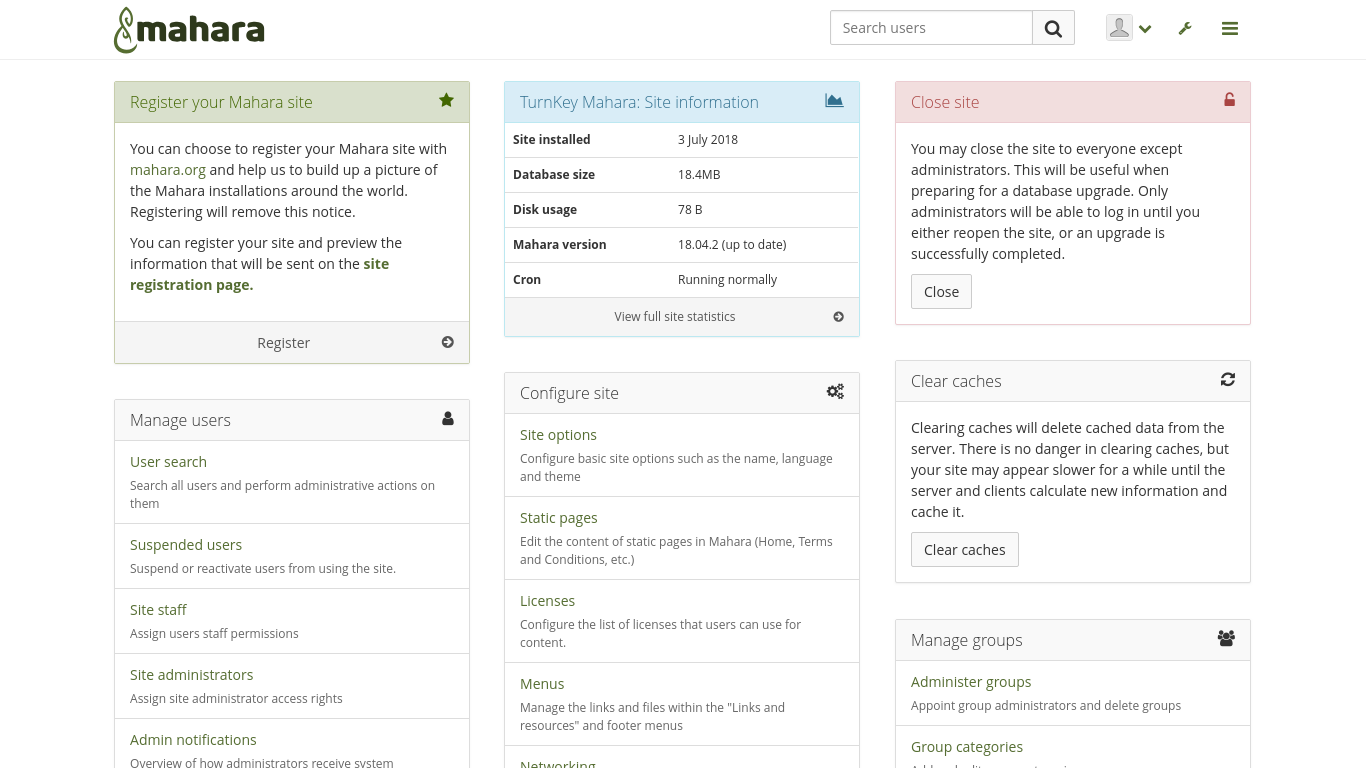 mahara
Search users
Register your Mahara site
You can choose to register your Mahara site with
mahara.org and help us to build up a picture of
the Mahara installations around the world.
Registering will remove this notice.
You can register your site and preview the
information that will be sent on the site
registration page.
Register
Manage users
User search
Search all users and perform administrative actions on
them
Suspended users
Suspend or reactivate users from using the site.
Site staff
Assign users staff permissions
Site administrators
Assign site administrator access rights
Admin notifications
Overview of how administrators receive system
TurnKey Mahara: Site information
Site installed 3 July 2018
Database size 18.4MB
Disk usage 78 B
Mahara version 18.04.2 (up to date)
Cron Running normally
View full site statistics
Configure site
Site options
Configure basic site options such as the name, language
and theme
Static pages
Edit the content of static pages in Mahara (Home, Terms
and Conditions, etc.)
Licenses
Configure the list of licenses that users can use for
content.
Menus
Manage the links and files within the "Links and
resources" and footer menus
Networking
Close site
You may close the site to everyone except
administrators. This will be useful when
preparing for a database upgrade. Only
administrators will be able to log in until you
either reopen the site, or an upgrade is
successfully completed.
Close
Clear caches
Clearing caches will delete cached data from the
server. There is no danger in clearing caches, but
your site may appear slower for a while until the
server and clients calculate new information and
cache it.
Clear caches
Manage groups
Administer groups
Appoint group administrators and delete groups
Group categories